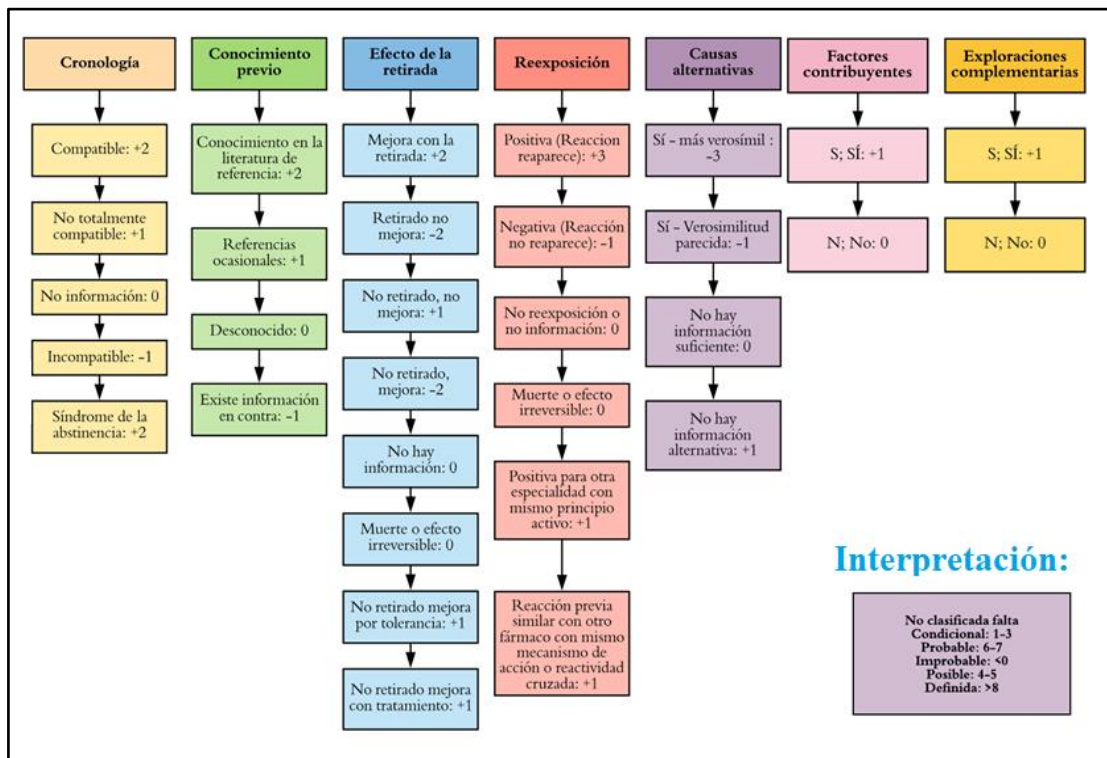 Cronología
Compatible: +2
No totalmente
compatible: +1
No información: 0
Incompatible: -1
Síndrome de la
abstinencia: +2
Conocimiento
previo
Conocimiento en la
literatura de
referencia: +2
Referencias
ocasionales: +1
Desconocido: 0
Existe información
en contra: -1
Efecto de la
retirada
Mejora con la
retirada: +2
Retirado no
mejora: -2
No retirado, no
mejora: +1
No retirado,
mejora: -2
No hay
información: 0
Muerte o efecto
irreversible: 0
No retirado mejora
por tolerancia: +1
No retirado mejora
con tratamiento: +1
Reexposición
Positiva (Reaccion
reaparece): +3
Negativa (Reacción
no reaparece): -1
No reexposición o
no información: 0
Muerte o efecto
irreversible: 0
Positiva para otra
especialidad con
mismo principio
activo: +1
Reacción previa
similar con otro
fármaco con mismo
mecanismo de
acción o reactividad
cruzada: +1
Causas
alternativas
Sí - más verosímil :
-3
Sí - Verosimilitud
parecida: -1
No hay
información
suficiente: 0
No hay
información
alternativa: +1
Factores
contribuyentes
S; SÍ: +1
N; No: 0
Exploraciones
complementarias
S; SÍ: +1
N; No: 0
Interpretación:
No clasificada falta
Condicional: 1-3
Probable: 6-7
Improbable: <0
Posible: 4-5
Definida: >8